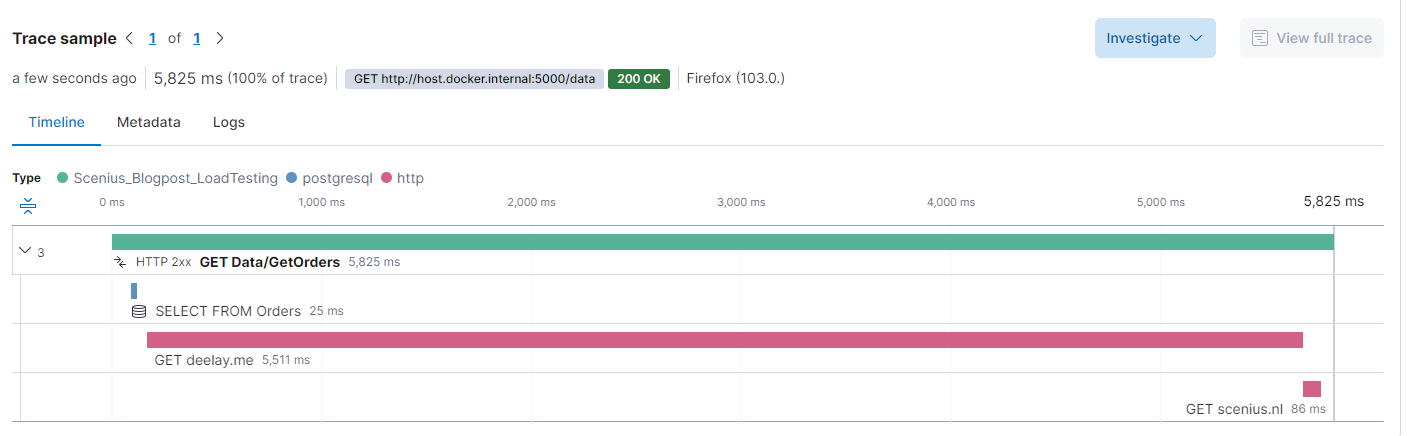 Trace sample 1 of 1 Investigate View full trace
a few seconds ago 5,825 ms (100% of trace) GET http://host.docker.internal:5000/data 200 OK Firefox (103.0.)
Timeline Metadata Logs
Type Scenius_Blogpost_LoadTesting postgresql http
0 ms 1,000 ms 2,000 ms 3,000 ms 4,000 ms 5,000 ms 5,825 ms
3 HTTP 2xx GET Data/GetOrders 5,825 ms
SELECT FROM Orders 25 ms
GET deelay.me 5,511 ms
GET scenius.nl 86 ms